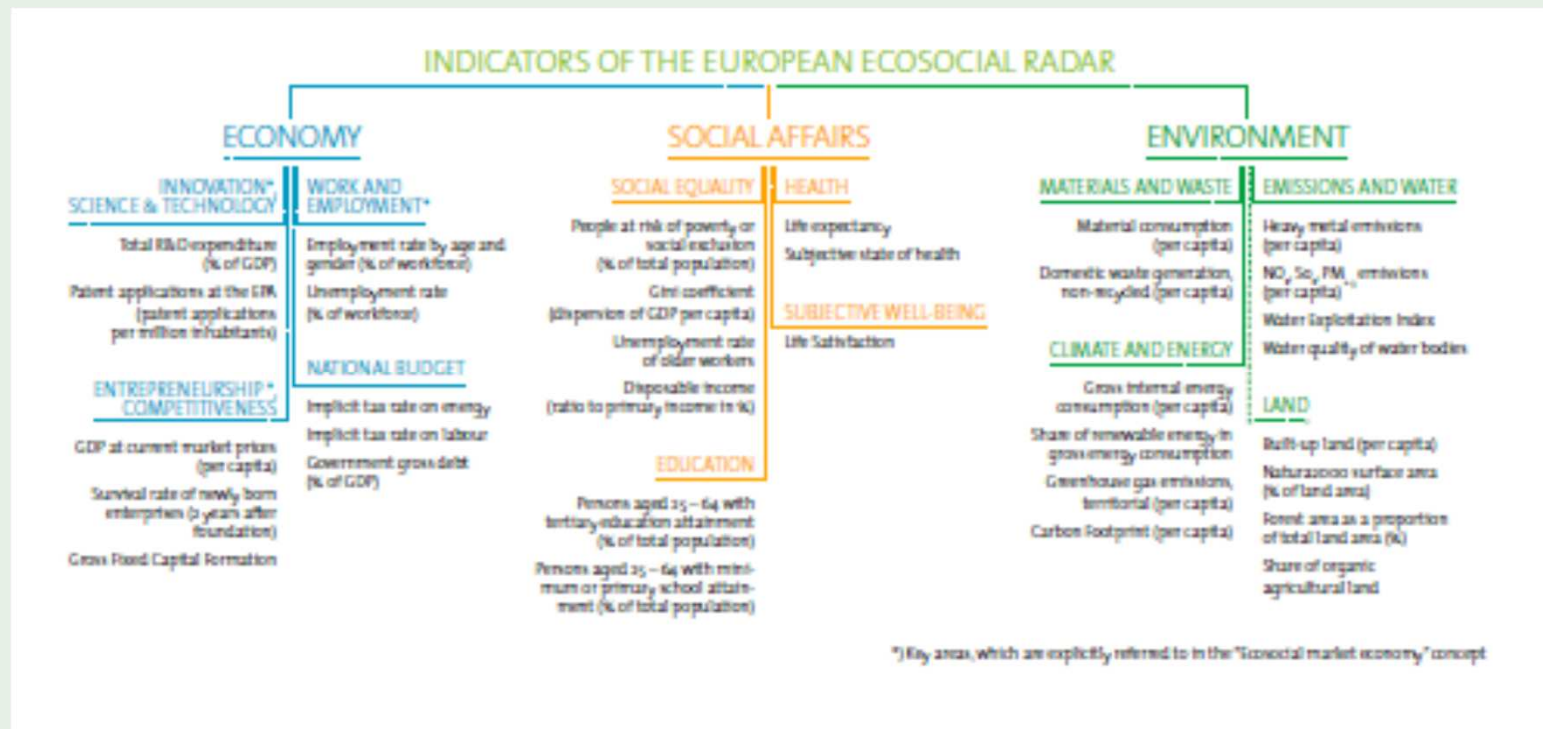 INDICATORS OF THE EUROPEAN ECOSOCIAL RADAR
ECONOMY
INNOVATION*,
SCIENCE & TECHNOLOGY
Total R&D expenditure
(% of GDP)
Patent applications at the EPA
(patent applications
per million inhabitants)
ENTREPRENEURSHIP*,
COMPETITIVENESS
GDP at current market prices
(per capita)
Survival rate of newly born
enterprises (2 years after
foundation)
Gross Fixed Capital Formation
WORK AND
EMPLOYMENT*
Employment rate by age and
gender (% of workforce)
Unemployment rate
(% of workforce)
NATIONAL BUDGET
Implicit tax rate on energy
Implicit tax rate on labour
Government gross debt
(% of GDP)
SOCIAL AFFAIRS
SOCIAL EQUALITY
People at risk of poverty or
social exclusion
(% of total population)
Gini coefficient
(dispersion of GDP per capita)
Unemployment rate
of older workers
Disposable income
(ratio to primary income in %)
EDUCATION
Persons aged 25 – 64 with
tertiary education attainment
(% of total population)
Persons aged 25 – 64 with mini-
mum or primary school attain-
ment (% of total population)
HEALTH
Life expectancy
Subjective state of health
SUBJECTIVE WELL-BEING
Life Satisfaction
ENVIRONMENT
MATERIALS AND WASTE
Material consumption
(per capita)
Domestic waste generation,
non-recycled (per capita)
CLIMATE AND ENERGY
Gross internal energy
consumption (per capita)
Share of renewable energy in
gross energy consumption
Greenhouse gas emissions,
territorial (per capita)
Carbon Footprint (per capita)
EMISSIONS AND WATER
Heavy metal emissions
(per capita)
emissions
(per capita)
Water Exploitation Index
Water quality of water bodies
LAND
Built-up land (per capita)
Natura2000 surface area
(% of land area)
Forest area as a proportion
of total land area (%)
Share of organic
agricultural land
*) Key areas, which are explicitly referred to in the "Ecosocial market economy" concept